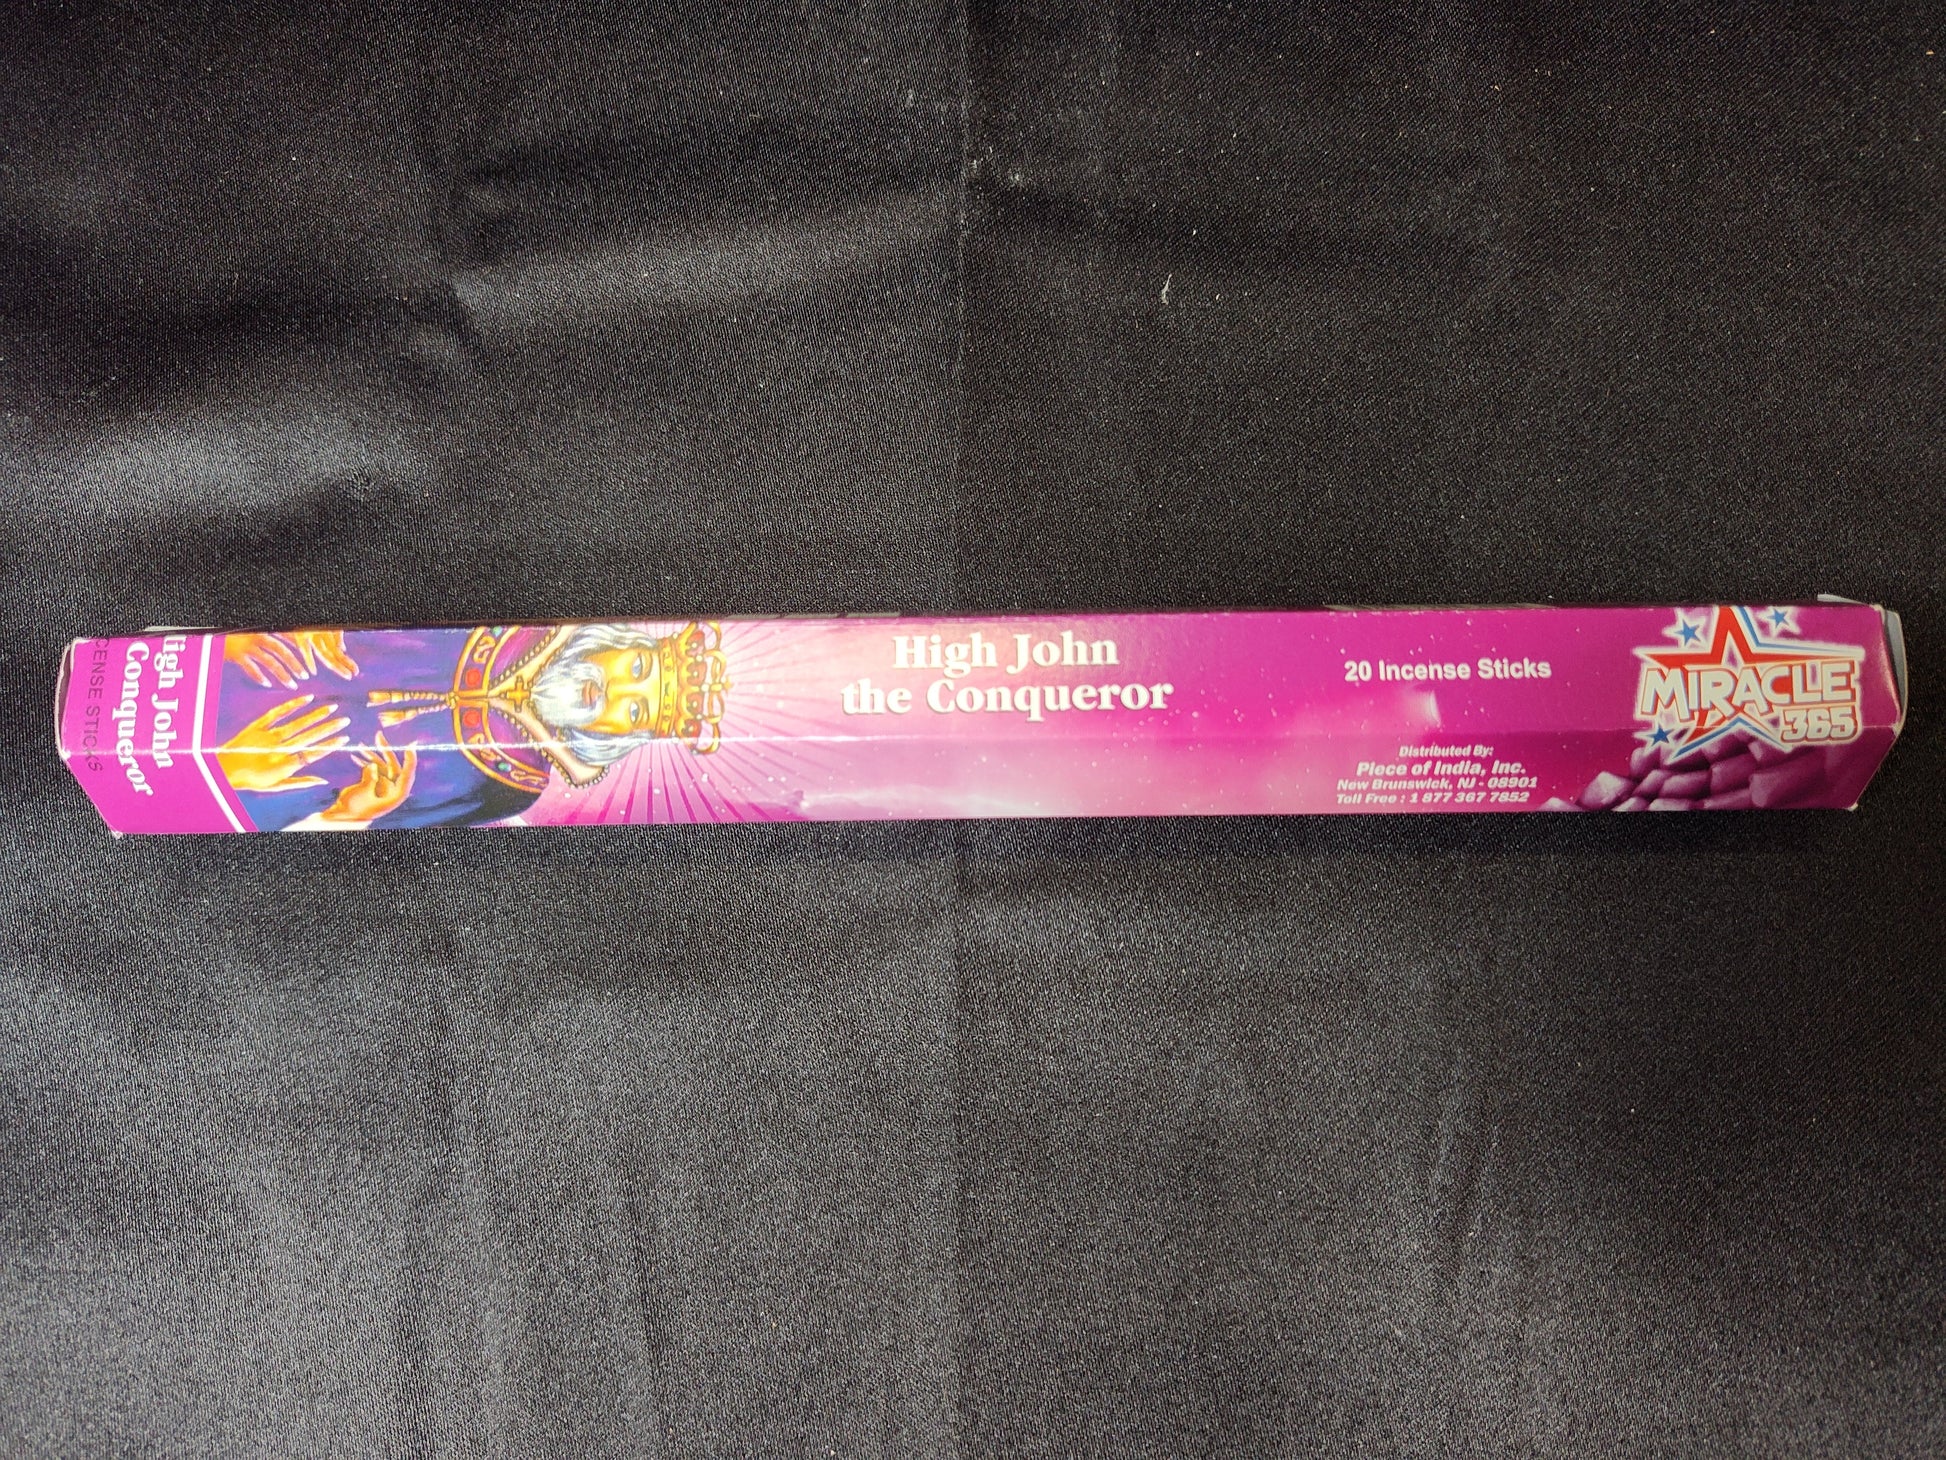 High John
Conqueror
STICKS
High John
the Conqueror
20 Incense Sticks
Distributed By:
Piece of India, Inc.
New Brunswick, NJ - 08901
Toll Free : 1 877 367 7852
MIRACLE
365